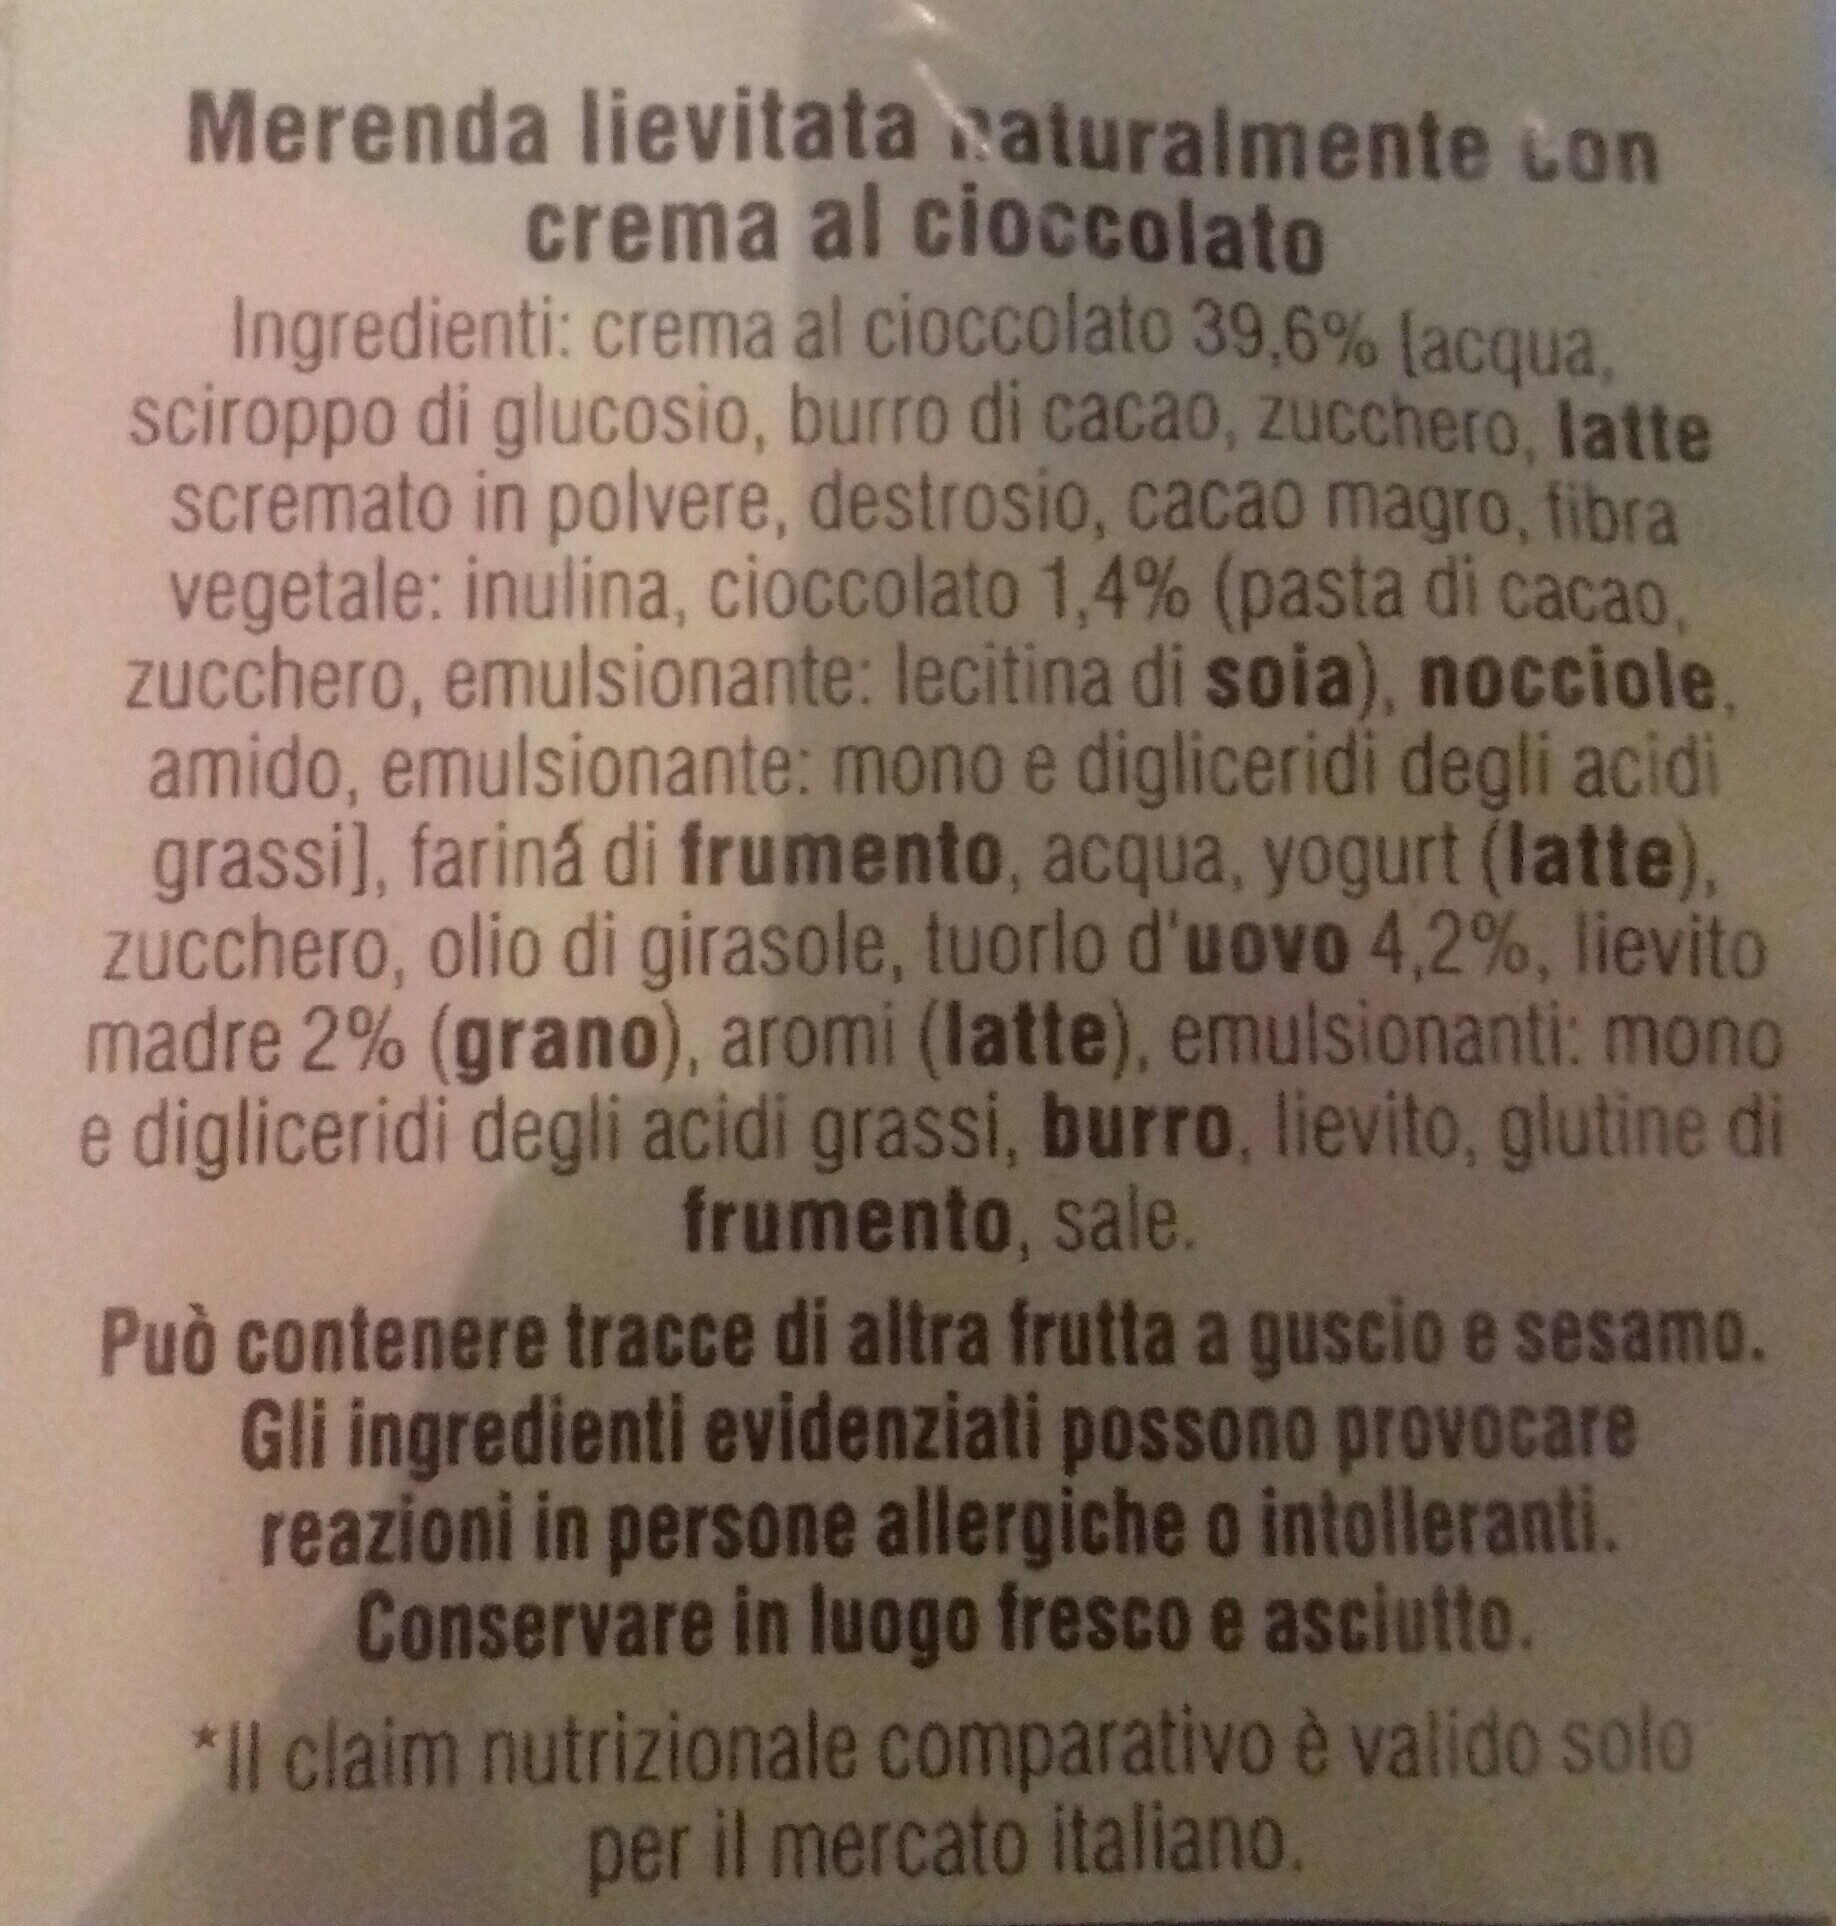 Merenda lievitata naturalmente con
crema al cioccolato
Ingredienti: crema al cioccolato 39,6% [acqua,
sciroppo di glucosio, burro di cacao, zucchero, latte
scremato in polvere, destrosio, cacao magro, fibra
vegetale: inulina, cioccolato 1,4% (pasta di cacao,
zucchero, emulsionante: lecitina di soia), nocciole,
amido, emulsionante: mono e digliceridi degli acidi
grassi], fariná di frumento, acqua, yogurt (latte),
zucchero, olio di girasole, tuorlo d'uovo 4,2%, lievito
madre 2% (grano), aromi (latte), emulsionanti: mono
e digliceridi degli acidi grassi, burro, lievito, glutine di
frumento, sale.
Può contenere tracce di altra frutta a guscio e sesamo.
Gli ingredienti evidenziati possono provocare
reazioni in persone allergiche o intolleranti.
Conservare in luogo fresco e asciutto.
*Il claim nutrizionale comparativo è valido solo
per il mercato italiano.